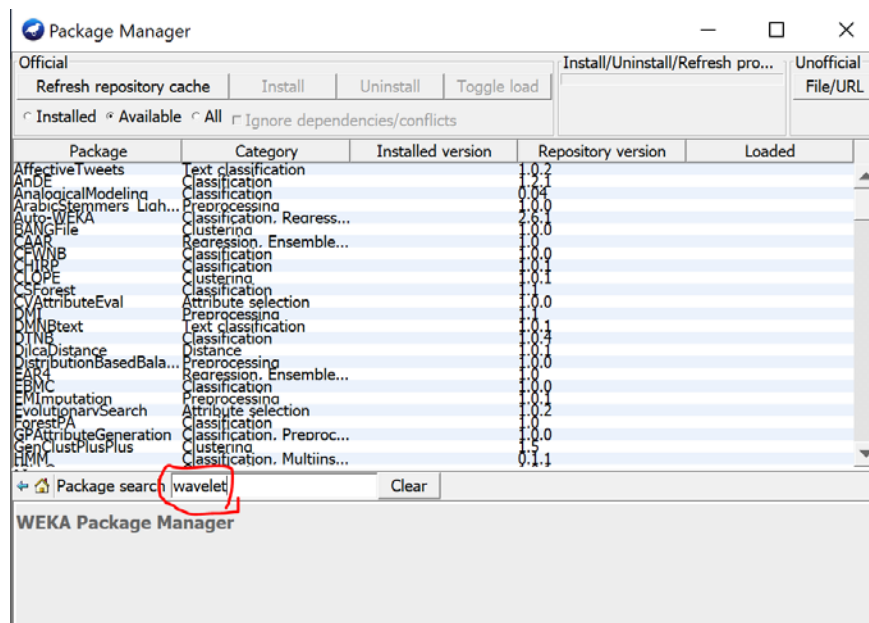 Package Manager
Official
Install/Uninstall/Refresh pro...
Unofficial
Refresh repository cache
Install
Uninstall
Toggle load
File/URL
Installed
Available
All
Ignore dependencies/conflicts
Package Category Installed version Repository version Loaded
AffectiveTweets Text classification 1.0.2
AnDE Classification 1.2.1
AnalogicalModeling Classification 0.04
ArabicStemmers_Ligh... Preprocessing 1.0.0
Auto-WEKA Classification, Regress... 2.6.1
BANGFile Clustering 1.0.0
CAAR Regression, Ensemble... 1.0
CFWNB Classification 1.0.0
CHIRP Classification 1.0.1
CLOPE Clustering 1.0.1
CSForest Classification 1.1
CVAttributeEval Attribute selection 1.0.0
DMI Preprocessing 1.1
DMNBtext Text classification 1.0.1
DTNB Classification 1.0.4
DilcaDistance Distance 1.0.1
DistributionBasedBala... Preprocessing 1.0.0
EAR4 Regression, Ensemble... 1.0
EBMC Classification 1.0.0
EMImputation Preprocessing 1.0.1
EvolutionarySearch Attribute selection 1.0.2
ForestPA Classification 1.0
GPAttributeGeneration Classification, Preproc... 1.0.0
GenClustPlusPlus Clustering 1.5
HMM Classification, Multiins... 0.1.1
Package search wavelet Clear
WEKA Package Manager